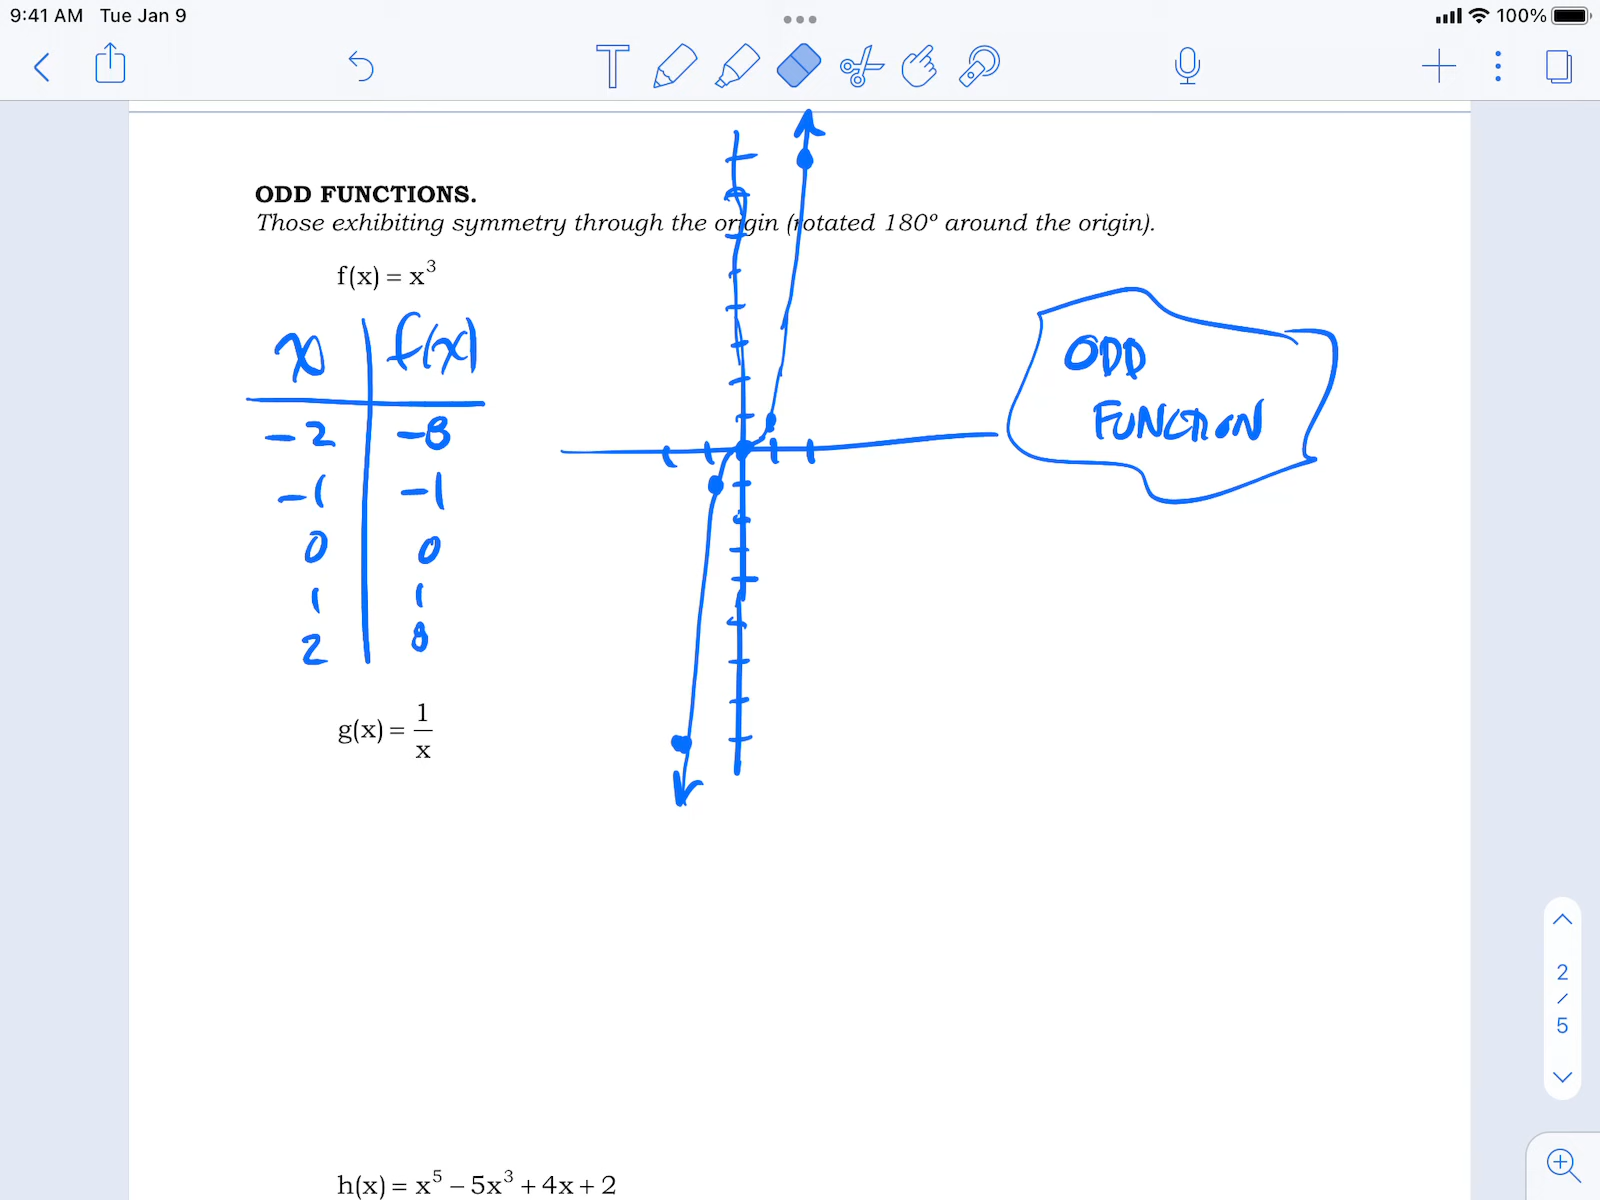 9:41 AM Tue Jan 9
100%
ODD FUNCTIONS.
Those exhibiting symmetry through the origin (rotated 180º around the origin).
f(x) = x³
x f(x)
-2 -8
-1 -1
0 0
1 1
2 8
ODD
FUNCTION
g(x) = 1/x
2
/
5
h(x) = x⁵ – 5x³ + 4x + 2